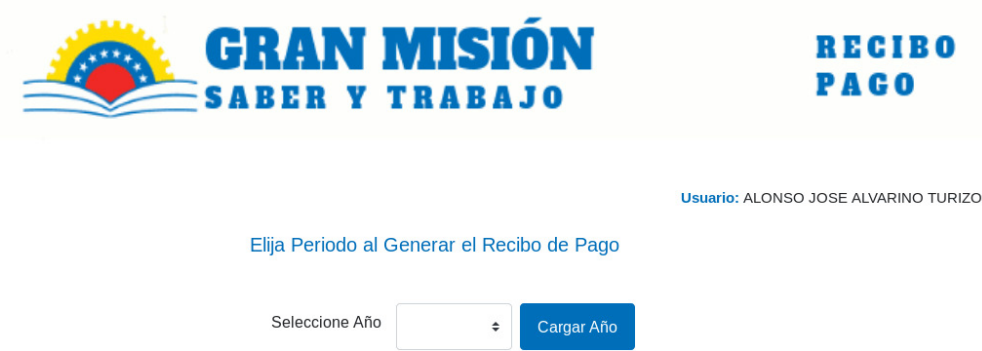 GRAN MISIÓN
SABER Y TRABAJO
RECIBO
PAGO
Usuario: ALONSO JOSE ALVARINO TURIZO
Elija Periodo al Generar el Recibo de Pago
Seleccione Año
Cargar Año